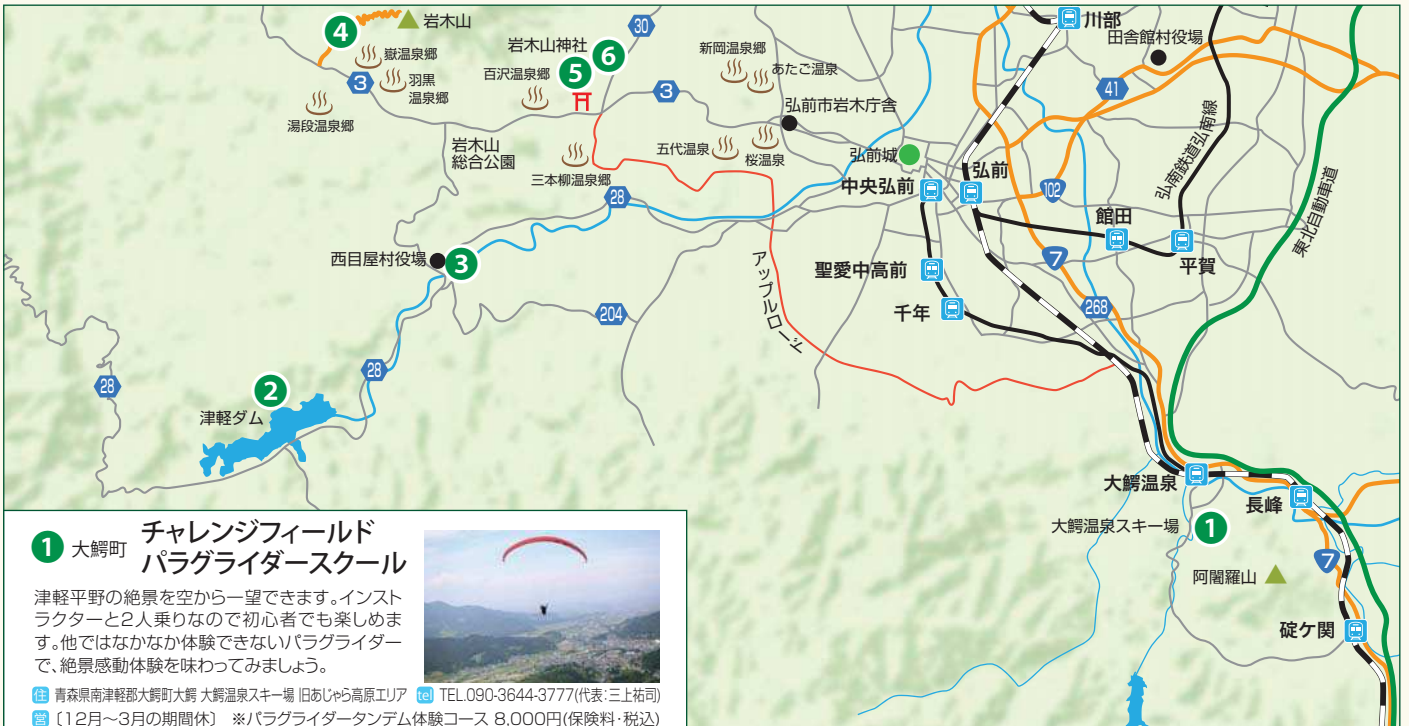 4
岩木山
嶽温泉郷
3
羽黒
温泉郷
湯段温泉郷
岩木山神社
6
30
百沢温泉郷
5
新岡温泉郷
あたご温泉
3
弘前市岩木庁舎
川部
田舎館村役場
41
岩木山
総合公園
三本柳温泉郷
五代温泉
桜温泉
弘前城
中央弘前
弘前
102
弘南鉄道弘南線
東北自動車道
館田
平賀
7
268
28
西目屋村役場
3
アップルロード
聖愛中高前
千年
204
28
28
2
津軽ダム
大鰐温泉
長峰
大鰐温泉スキー場
1
7
阿闍羅山
碇ケ関
1 大鰐町 チャレンジフィールド
パラグライダースクール
津軽平野の絶景を空から一望できます。インスト
ラクターと2人乗りなので初心者でも楽しめま
す。他ではなかなか体験できないパラグライダー
で、絶景感動体験を味わってみましょう。
住 青森県南津軽郡大鰐町大鰐 大鰐温泉スキー場 旧あじゃら高原エリア tel TEL.090-3644-3777(代表:三上祐司)
営 〔12月〜3月の期間休〕 ※パラグライダータンデム体験コース 8,000円(保険料・税込)